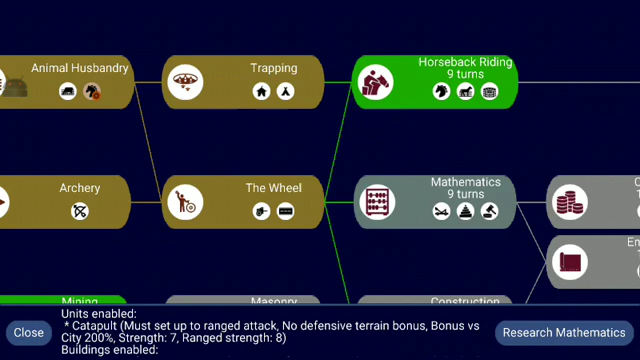 Animal Husbandry
Trapping
Horseback Riding
9 turns
Archery
The Wheel
Mathematics
9 turns
Mining
Masonry
Construction
Units enabled:
* Catapult (Must set up to ranged attack, No defensive terrain bonus, Bonus vs
City 200%, Strength: 7, Ranged strength: 8)
Buildings enabled:
Close
Research Mathematics